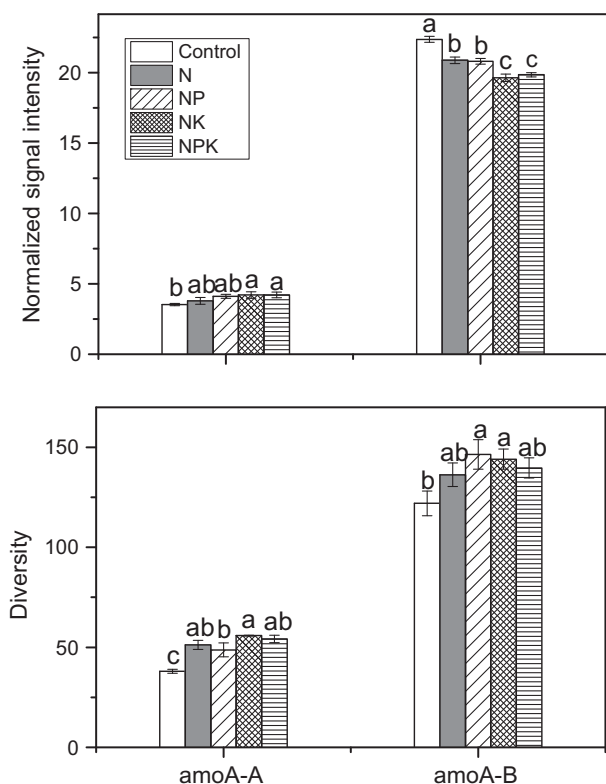 a
b b
c c
20
15
10
5
0
Normalized signal intensity
Control
N
NP
NK
NPK
b ab ab a a
150
100
50
0
Diversity
c ab b a ab
b ab a a ab
amoA-A amoA-B